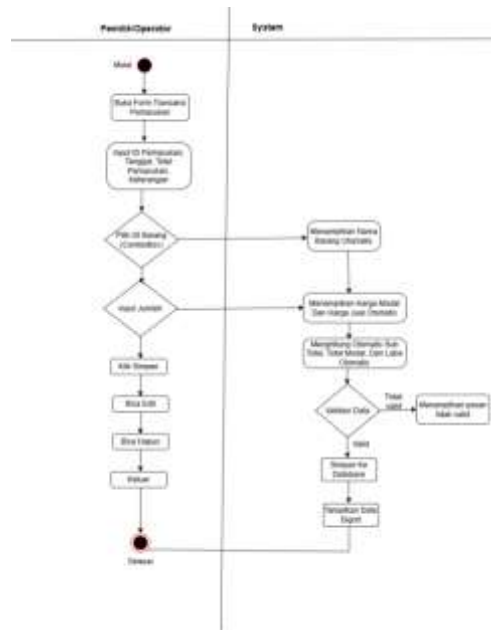 Pemilik/Operator
System
Mulai
Buka Form Transaksi
Pemasukan
Input ID Pemasukan,
Tanggal, Total
Pemasukan,
Keterangan
Pilih ID Barang
(ComboBox)
Menampilkan Nama
Barang Otomatis
Input Jumlah
Menampilkan Harga Modal
Dan Harga Jual Otomatis
Menghitung Otomatis Sub
Total, Total Modal, Dan Laba
Otomatis
Klik Simpan
Bisa Edit
Validasi Data
Tidak
Valid
Menampilkan pesan
tidak valid
Bisa Hapus
Valid
Keluar
Simpan Ke
Database
Tampilkan Data
Selesai